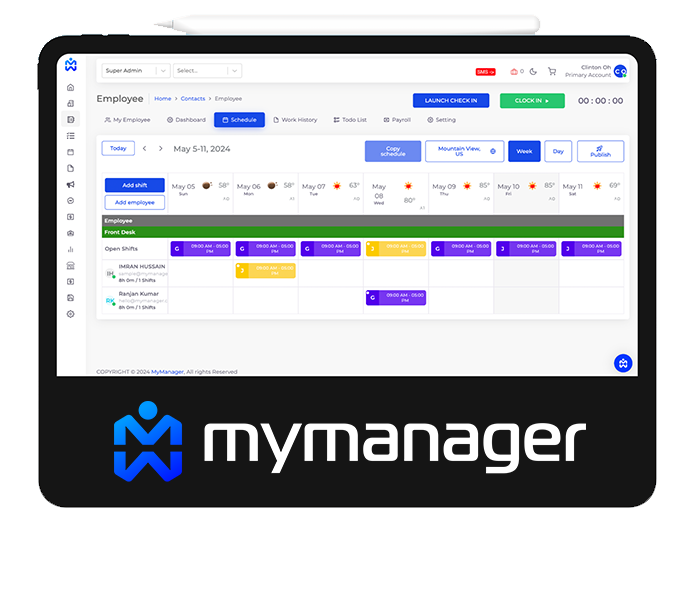 Super Admin
Select...
SMS
0
Clinton Oh
Primary Account
CO
Employee
Home > Contacts > Employee
LAUNCH CHECK IN
CLOCK IN »
00 : 00 : 00
My Employee
Dashboard
Schedule
Work History
Todo List
Payroll
Setting
Today
May 5-11, 2024
Copy
schedule
Mountain View,
US
Week
Day
Publish
Add shift
Add employee
May 05
Sun
58°
May 06
Mon
58°
May 07
Tue
63°
May
08
Wed
80°
May 09
Thu
85°
May 10
Fri
85°
May 11
Sat
69°
Employee
Front Desk
Open Shifts
G 09:00 AM - 05:00
PM
G 09:00 AM - 05:00
PM
G 09:00 AM - 05:00
PM
J 09:00 AM - 05:00
PM
G 09:00 AM - 05:00
PM
J 09:00 AM - 05:00
PM
J 09:00 AM - 05:00
PM
IH
IMRAN HUSSAIN
8h 0m / 1 Shifts
J 09:00 AM - 05:00
PM
RK
Ranjan Kumar
8h 0m / 1 Shifts
G 09:00 AM - 05:00
PM
COPYRIGHT © 2024 MyManager, All rights Reserved
mymanager